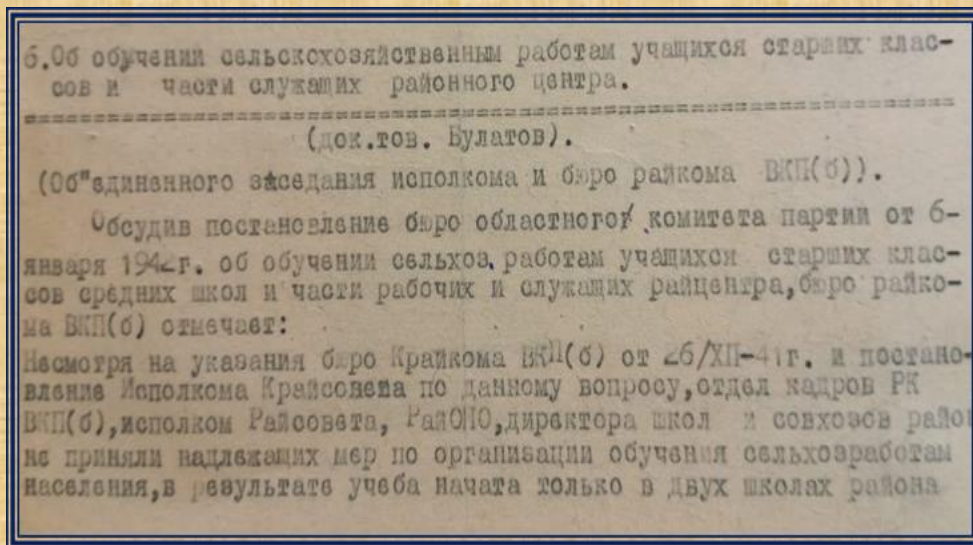 6.Об обучении сельскохозяйственным работам учащихся старших клас-
сов и части служащих районного центра.
(док.тов. Булатов).
(Об"единенного заседания исполкома и бюро райкома ВКП(б)).
Обсудив постановление бюро областного комитета партии от 6-
января 1942г. об обучении сельхоз. работам учащихся старших клас-
сов средних школ и части рабочих и служащих райцентра,бюро райко-
ма ВКП(б) отмечает:
Несмотря на указания бюро Крайкома ВКП(б) от 26/ХП-41г. и постано-
вление Исполкома Крайсовета по данному вопросу,отдел кадров РК
ВКП(б),исполком Райсовета, РайОНО,директора школ и совхозов район
не приняли надлежащих мер по организации обучения сельхозработам
населения,в результате учеба начата только в двух школах района